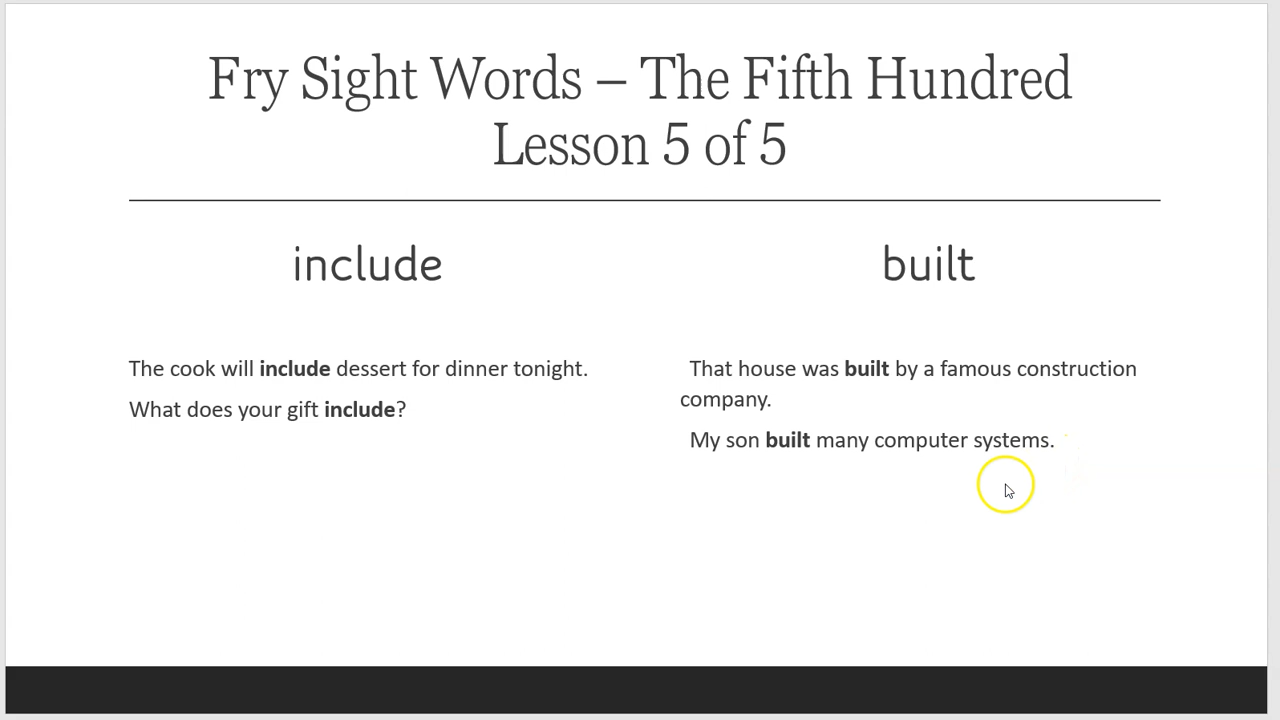 Fry Sight Words – The Fifth Hundred
Lesson 5 of 5
include
The cook will include dessert for dinner tonight.
What does your gift include?
built
That house was built by a famous construction
company.
My son built many computer systems.